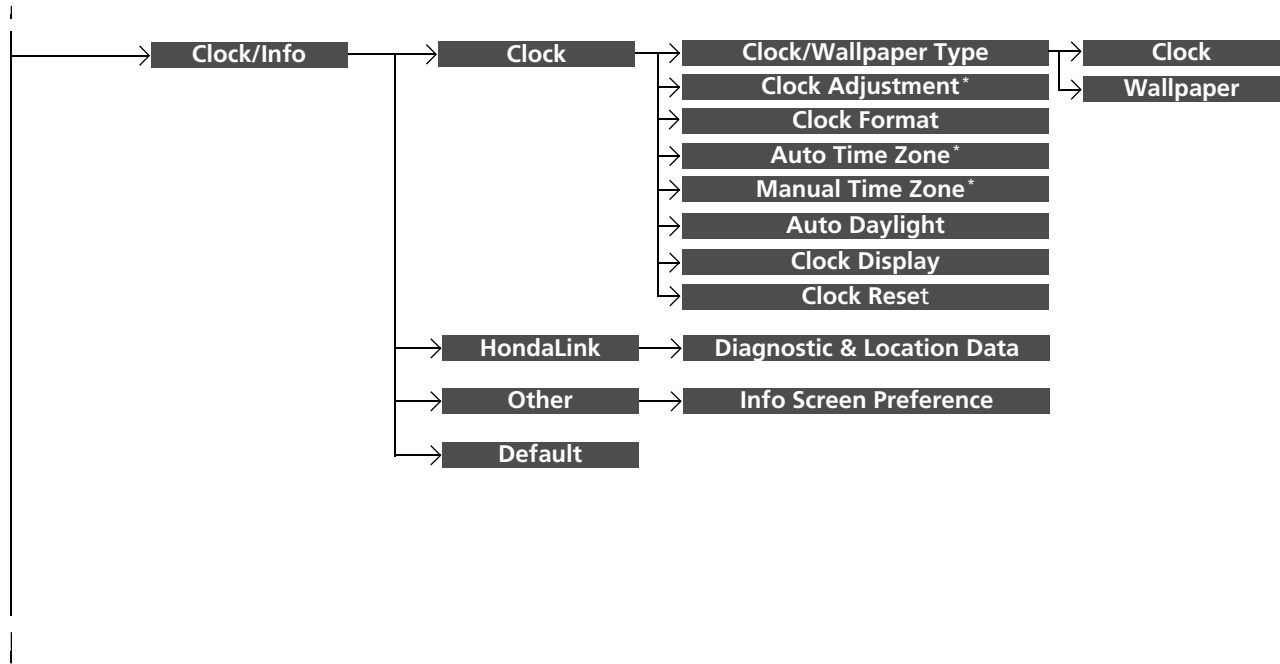 Clock/Info
Clock
Clock/Wallpaper Type
Clock
Wallpaper
Clock Adjustment*
Clock Format
Auto Time Zone*
Manual Time Zone*
Auto Daylight
Clock Display
Clock Reset
HondaLink
Diagnostic & Location Data
Other
Info Screen Preference
Default